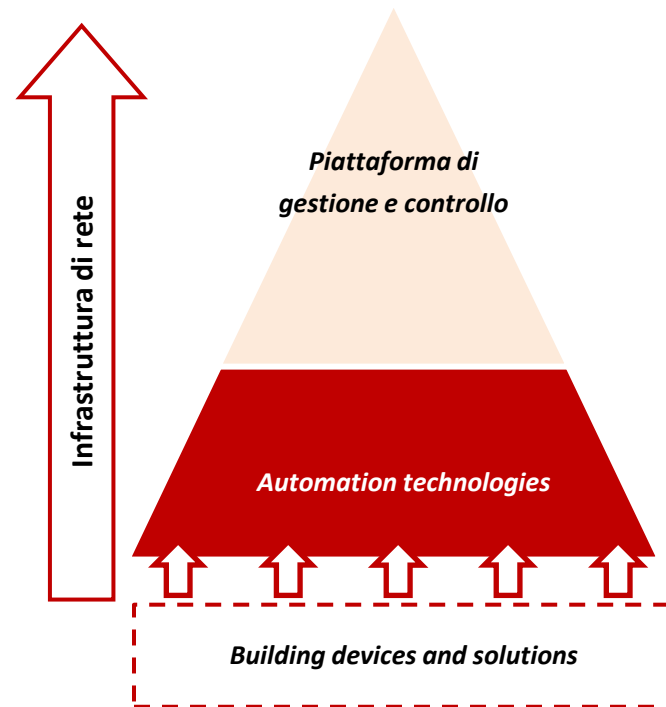 Piattaforma di
gestione e controllo
Infrastruttura di rete
Automation technologies
Building devices and solutions